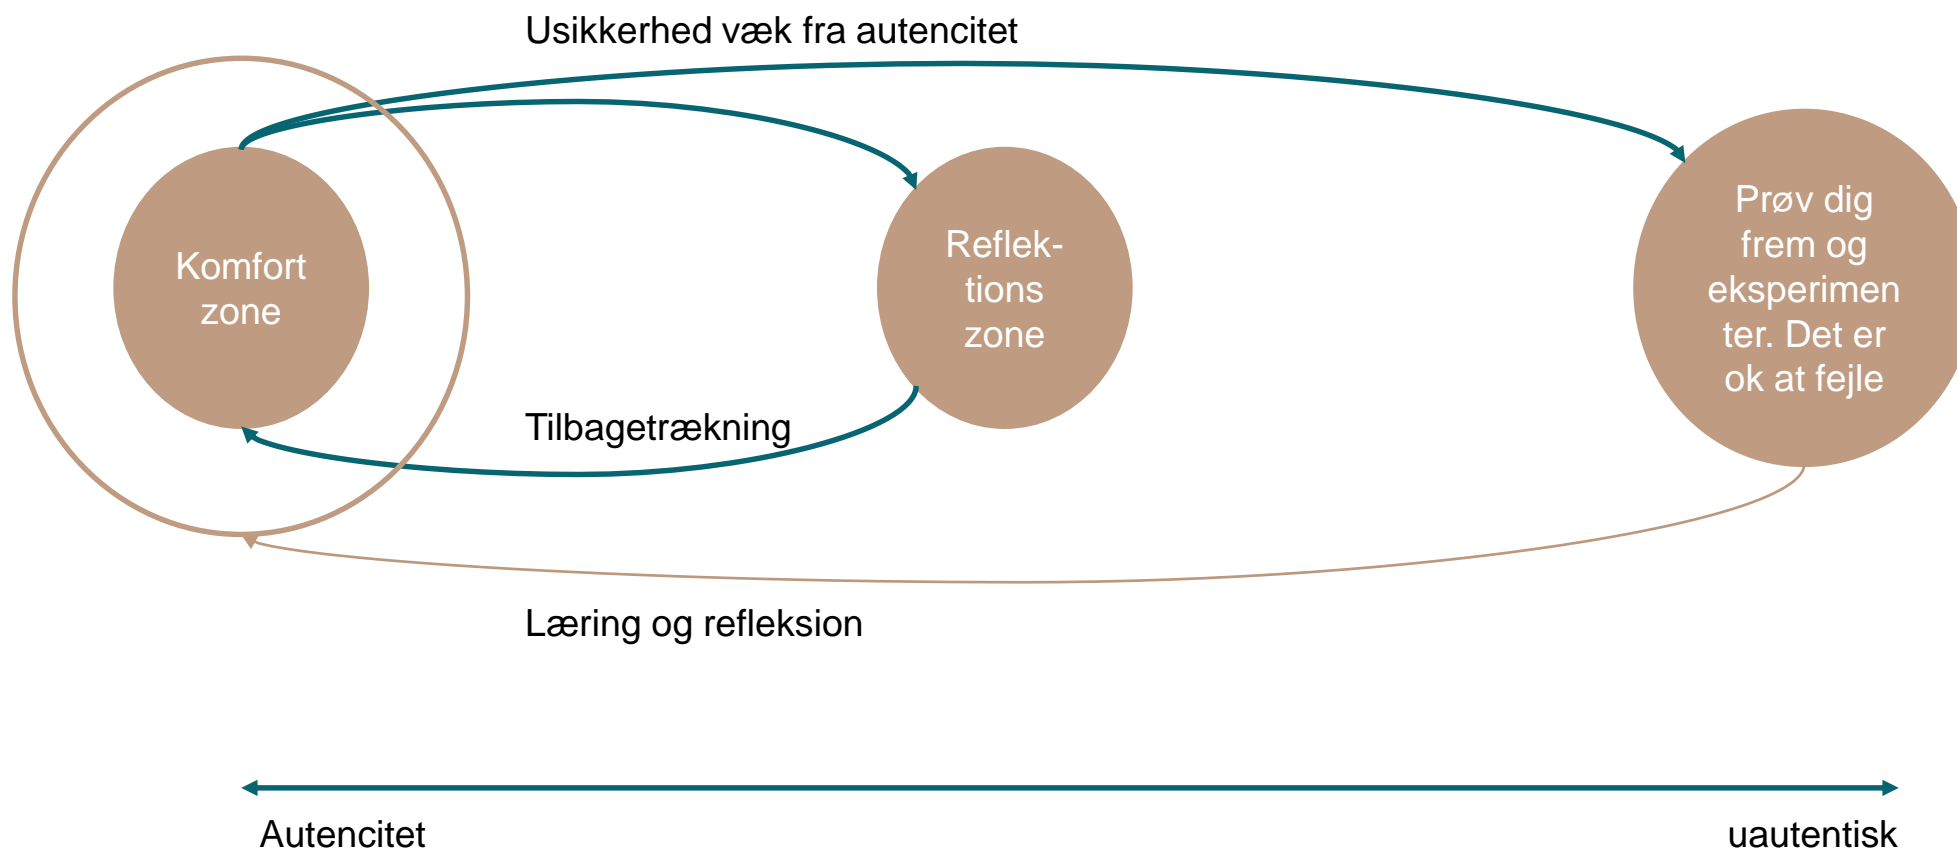 Usikkerhed væk fra autencitet
Komfort
zone
Reflek-
tions
zone
Prøv dig
frem og
eksperimen
ter. Det er
ok at fejle
Tilbagetrækning
Læring og refleksion
Autencitet
uautentisk